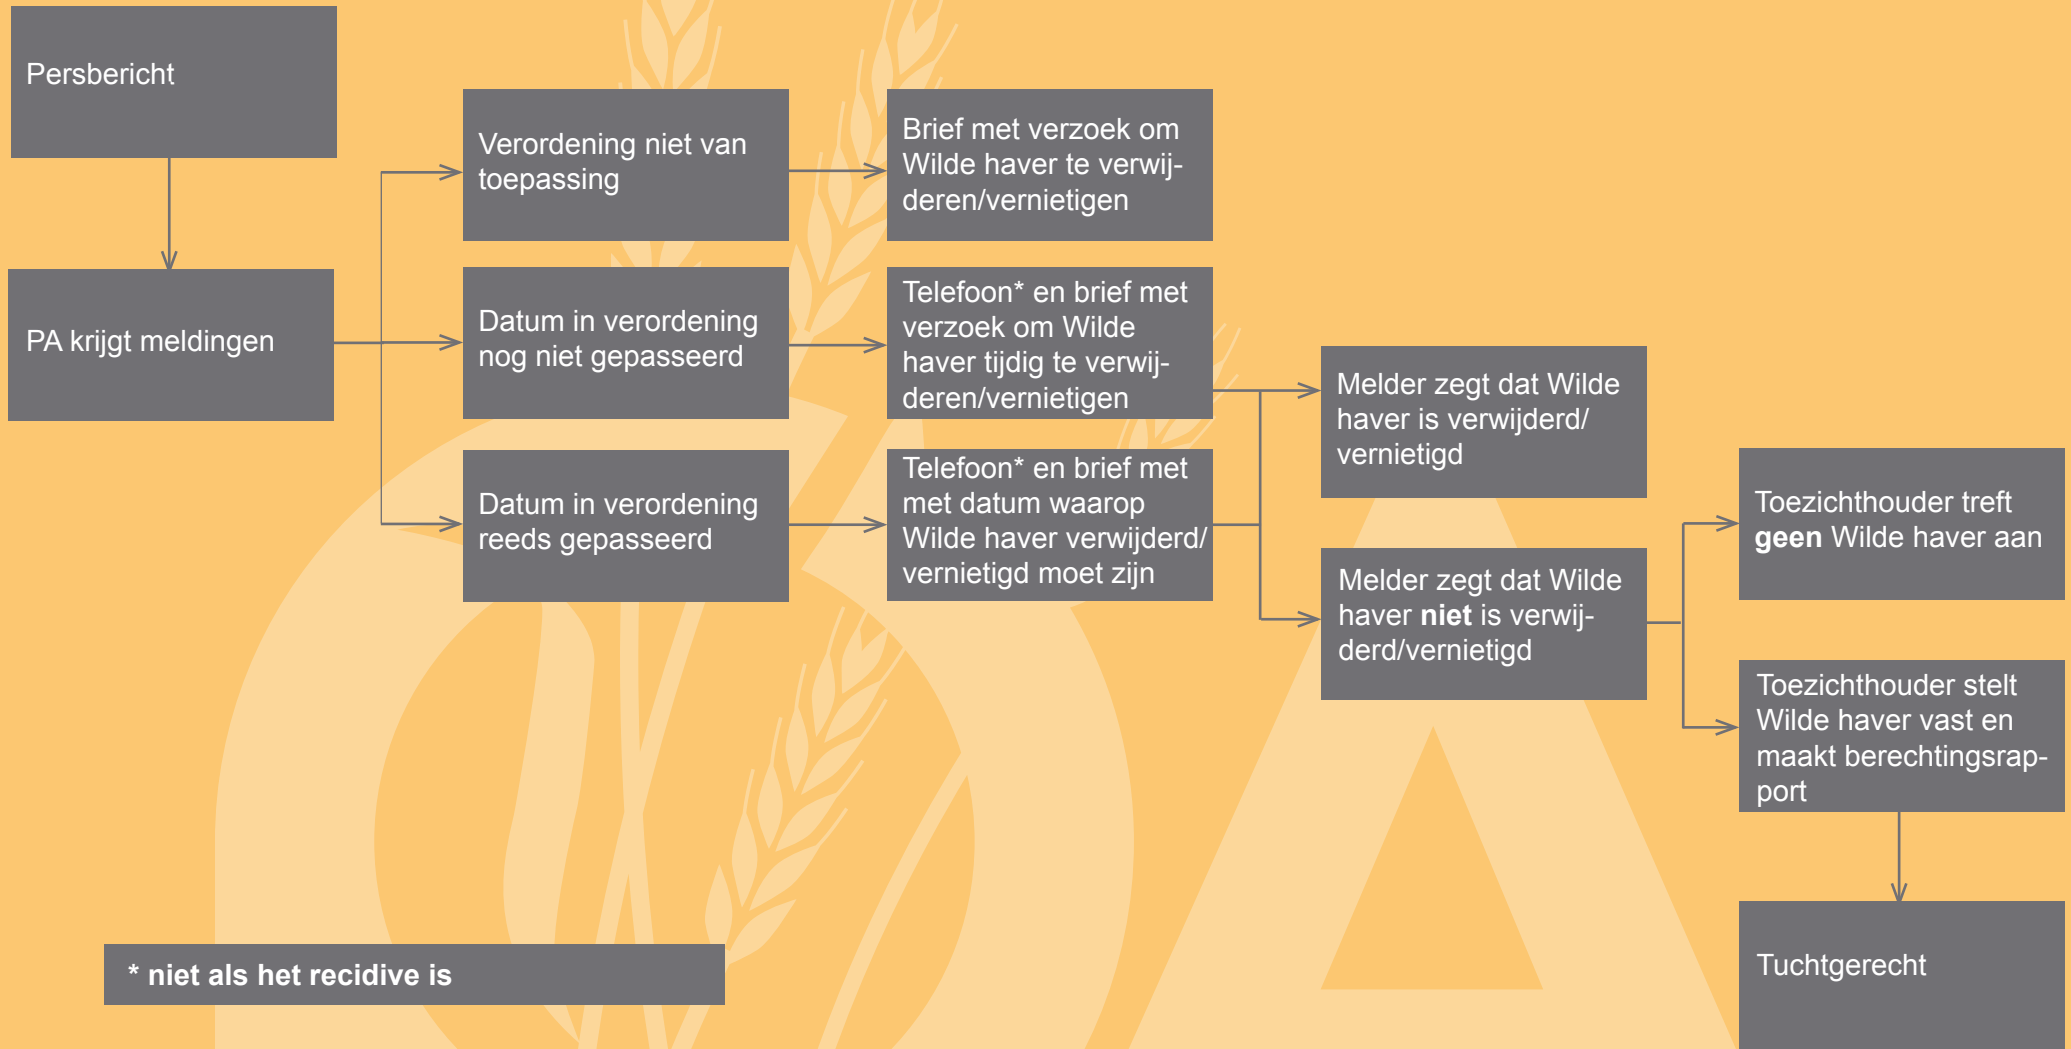 Persbericht
PA krijgt meldingen
Verordening niet van
toepassing
Brief met verzoek om
Wilde haver te verwij-
deren/vernietigen
Datum in verordening
nog niet gepasseerd
Telefoon* en brief met
verzoek om Wilde
haver tijdig te verwij-
deren/vernietigen
Datum in verordening
reeds gepasseerd
Telefoon* en brief met
met datum waarop
Wilde haver verwijderd/
vernietigd moet zijn
Melder zegt dat Wilde
haver is verwijderd/
vernietigd
Melder zegt dat Wilde
haver niet is verwij-
derd/vernietigd
Toezichthouder treft
geen Wilde haver aan
Toezichthouder stelt
Wilde haver vast en
maakt berechtingsrap-
port
Tuchtgerecht
* niet als het recidive is